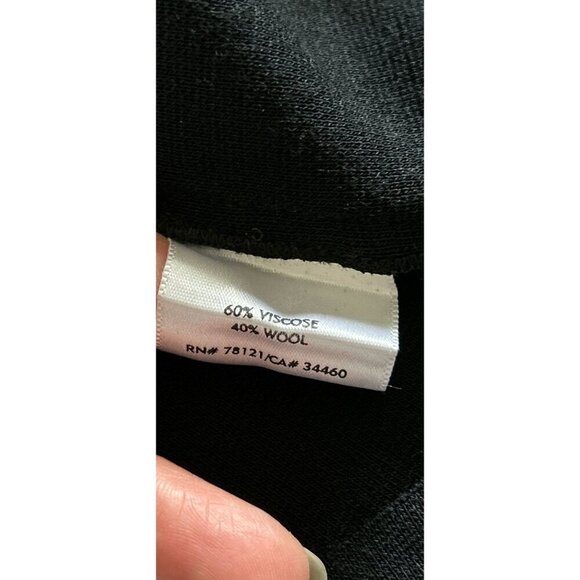 60% VISCOSE
40% WOOL
RN# 78121/CA# 34460